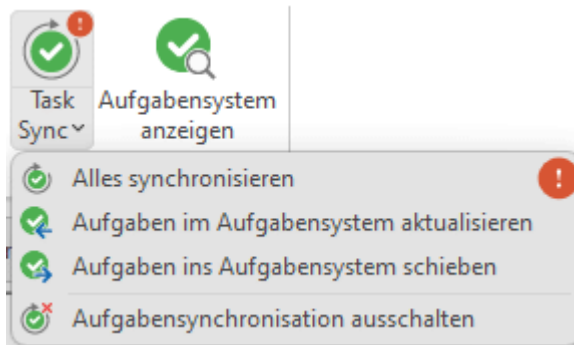 Task
Sync
Aufgabensystem
anzeigen
Alles synchronisieren
Aufgaben im Aufgabensystem aktualisieren
Aufgaben ins Aufgabensystem schieben
Aufgabensynchronisation ausschalten